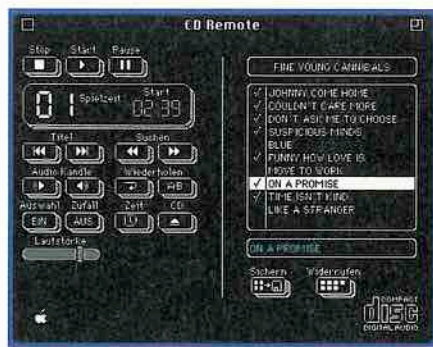 CD Remote
Stop Start Pause
01 Spielzeit Start 02:39
Titel Suchen
Audio Kanäle Wiederholen
AB
Auswahl Zufall Zeit CD
EIN AUS
Lautstärke
FINE YOUNG CANNIBALS
✓ JOHNNY COME HOME
✓ COULDN'T CARE MORE
✓ DON'T ASK ME TO CHOOSE
✓ SUSPICIOUS MINDS
BLUE
✓ FUNNY HOW LOVE IS
MOVE TO WORK
✓ ON A PROMISE
✓ TIME ISN'T KIND
LIKE A STRANGER
ON A PROMISE
Sichern Widerrufen
COMPACT
disc
DIGITAL AUDIO